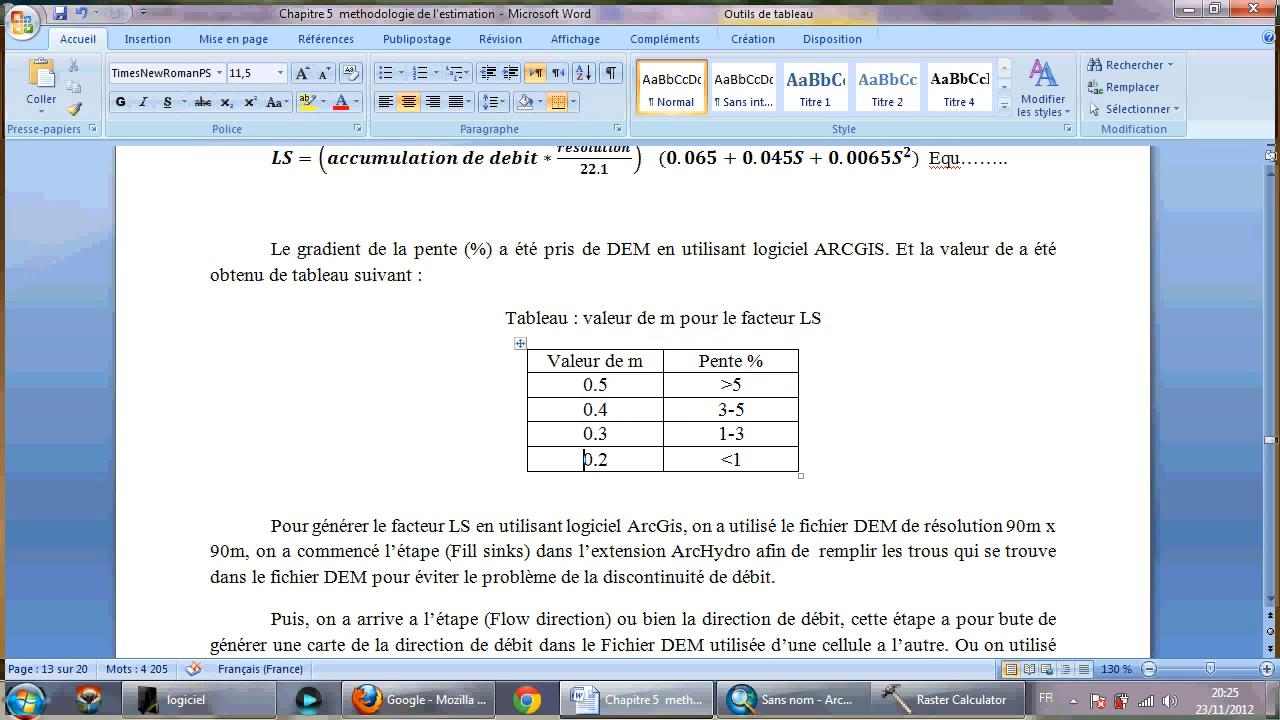 Chapitre 5 methodologie de l'estimation - Microsoft Word
Outils de tableau
Accueil
Insertion
Mise en page
Références
Publipostage
Révision
Affichage
Compléments
Création
Disposition
Coller
Presse-papiers
TimesNewRomanPS
11,5
Police
Paragraphe
AaBbCcDc
¶ Normal
AaBbCcDc
¶ Sans int...
AaBbC
Titre 1
AaBbCc
Titre 2
AaBbCcI
Titre 4
Modifier les styles
Style
Rechercher
Remplacer
Sélectionner
Modification
LS = (accumulation de debit * resolution / 22.1) (0.065 + 0.045S + 0.0065S²) Equ……..
Le gradient de la pente (%) a été pris de DEM en utilisant logiciel ARCGIS. Et la valeur de a été
obtenu de tableau suivant :
Tableau : valeur de m pour le facteur LS
Valeur de m Pente %
0.5 >5
0.4 3-5
0.3 1-3
0.2 <1
Pour générer le facteur LS en utilisant logiciel ArcGis, on a utilisé le fichier DEM de résolution 90m x
90m, on a commencé l’étape (Fill sinks) dans l’extension ArcHydro afin de remplir les trous qui se trouve
dans le fichier DEM pour éviter le problème de la discontinuité de débit.
Puis, on a arrive a l’étape (Flow direction) ou bien la direction de débit, cette étape a pour bute de
générer une carte de la direction de débit dans le Fichier DEM utilisée d’une cellule a l’autre. Ou on utilisé
Page : 13 sur 20
Mots : 4 205
Français (France)
130 %
logiciel
Google - Mozilla ...
Chapitre 5 meth...
Sans nom - Arc...
Raster Calculator
FR
20:25
23/11/2012